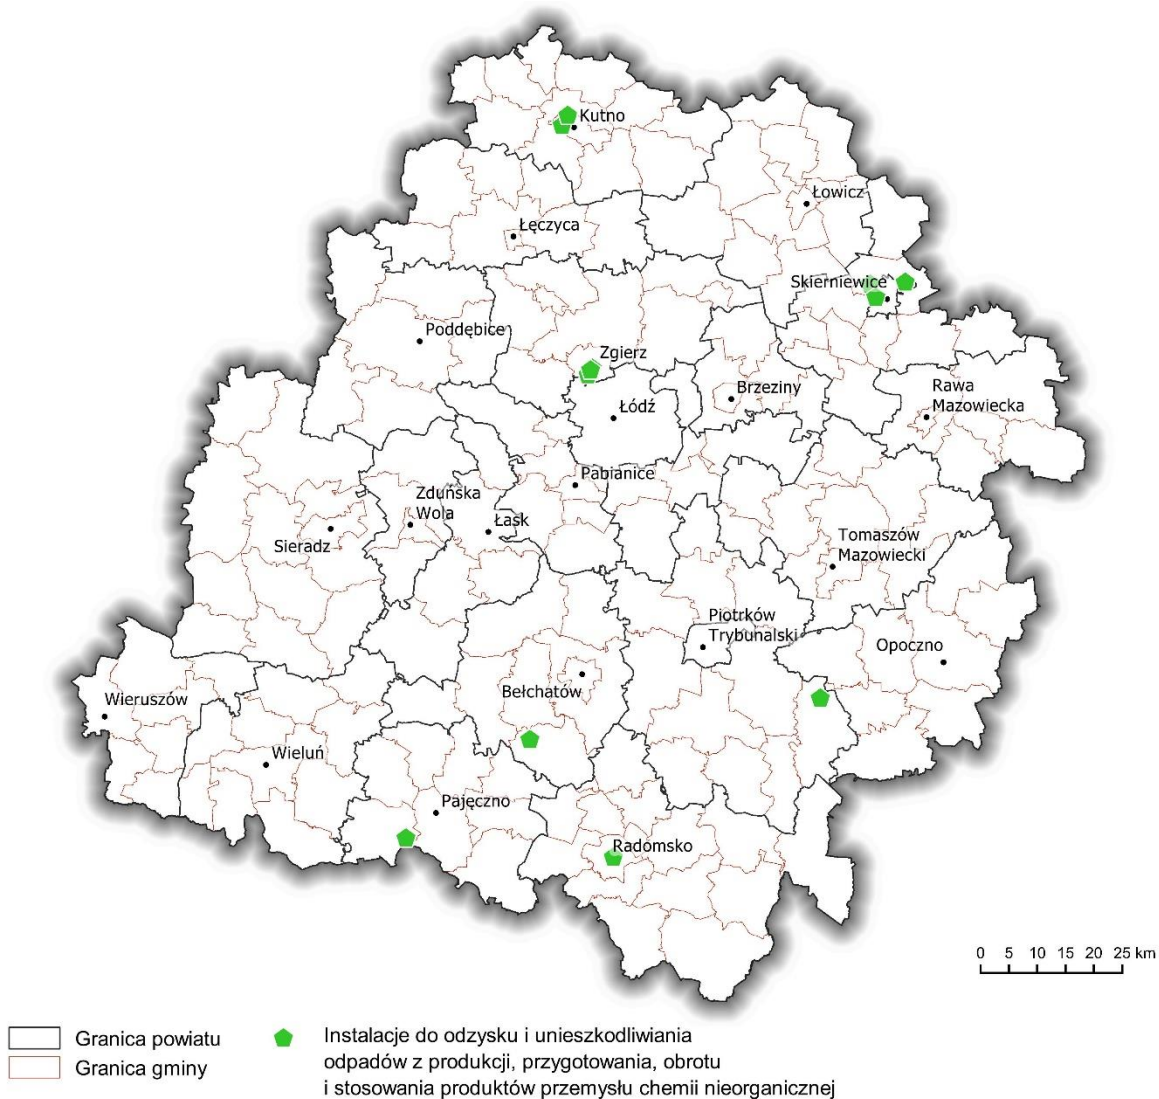 Kutno
Łowicz
Łęczyca
Skierniewice
Poddębice
Zgierz
Brzeziny
Rawa
Mazowiecka
Łódź
Pabianice
Zduńska
Wola
Łask
Sieradz
Tomaszów
Mazowiecki
Piotrków
Trybunalski
Opoczno
Bełchatów
Wieruszów
Wieluń
Pajęczno
Radomsko
0 5 10 15 20 25 km
Granica powiatu
Granica gminy
Instalacje do odzysku i unieszkodliwiania
odpadów z produkcji, przygotowania, obrotu
i stosowania produktów przemysłu chemii nieorganicznej